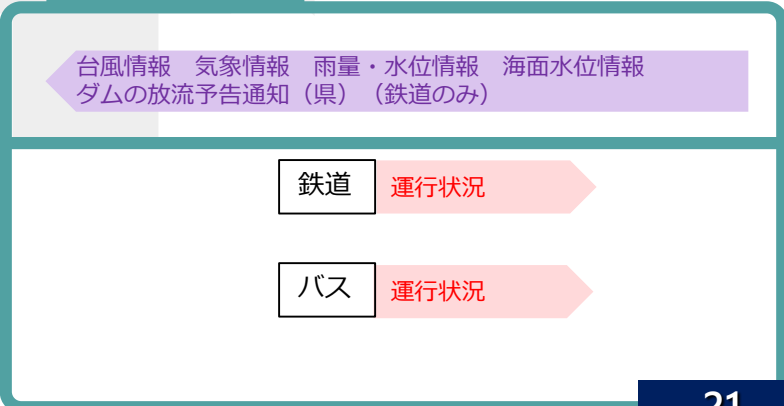 台風情報　気象情報　雨量・水位情報　海面水位情報
ダムの放流予告通知（県）（鉄道のみ）
鉄道 運行状況
バス 運行状況
21